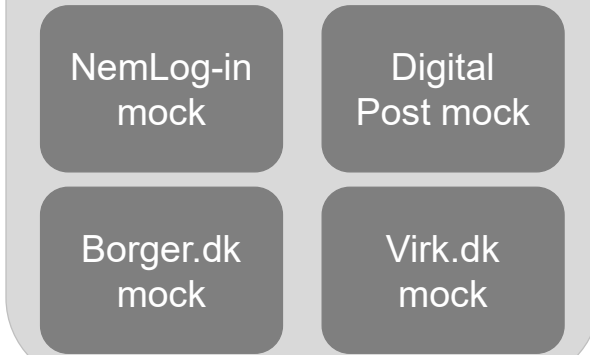 NemLog-in
mock
Digital
Post mock
Borger.dk
mock
Virk.dk
mock